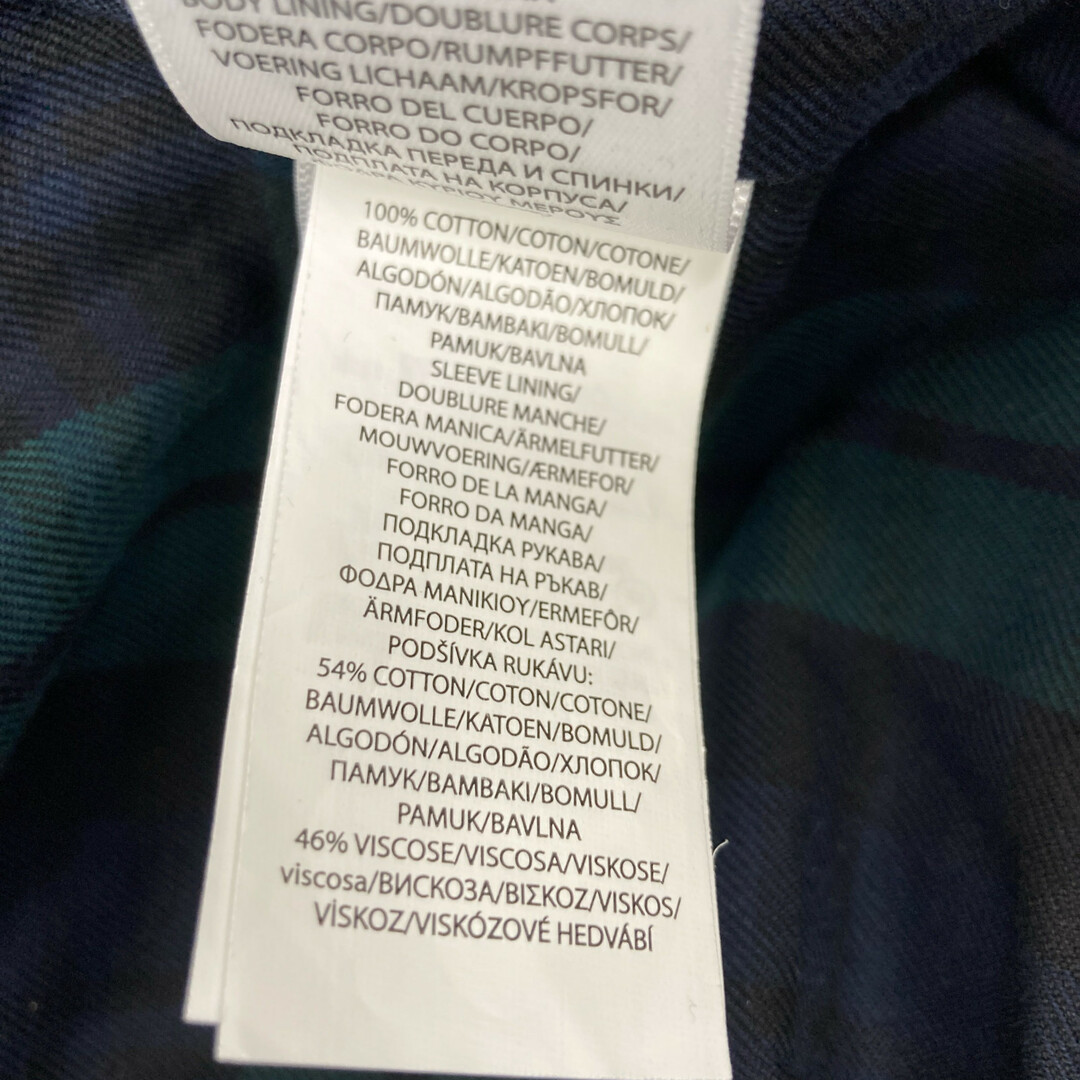 BODY LINING/DOUBLURE CORPS/
FODERA CORPO/RUMPFFUTTER/
VOERING LICHAAM/KROPSFOR/
FORRO DEL CUERPO/
FORRO DO CORPO/
ПОДКЛАДКА ПЕРЕДА И СПИНКИ/
ПОДПЛАТА НА КОРПУСА/
ΚΥΡΙΟΥ ΜΕΡΟΥΣ
100% COTTON/COTON/COTONE/
BAUMWOLLE/KATOEN/BOMULD/
ALGODÓN/ALGODÃO/ХЛОПОК/
ПАМУК/BAMBAKI/BOMULL/
PAMUK/BAVLNA
SLEEVE LINING/
DOUBLURE MANCHE/
FODERA MANICA/ÄRMELFUTTER/
MOUWVOERING/ÆRMEFOR/
FORRO DE LA MANGA/
FORRO DA MANGA/
ПОДКЛАДКА РУКАВА/
ПОДПЛАТА НА РЪКАВ/
ΦΟΔΡΑ ΜΑΝΙΚΙΟΥ/ERMEFÔR/
ÄRMFODER/KOL ASTARI/
PODŠÍVKA RUKÁVU:
54% COTTON/COTON/COTONE/
BAUMWOLLE/KATOEN/BOMULD/
ALGODÓN/ALGODÃO/ХЛОПОК/
ПАМУК/BAMBAKI/BOMULL/
PAMUK/BAVLNA
46% VISCOSE/VISCOSA/VISKOSE/
viscosa/ВИСКОЗА/ΒΙΣΚΟΖ/VISKOS/
VİSKOZ/VISKÓZOVÉ HEDVÁBÍ